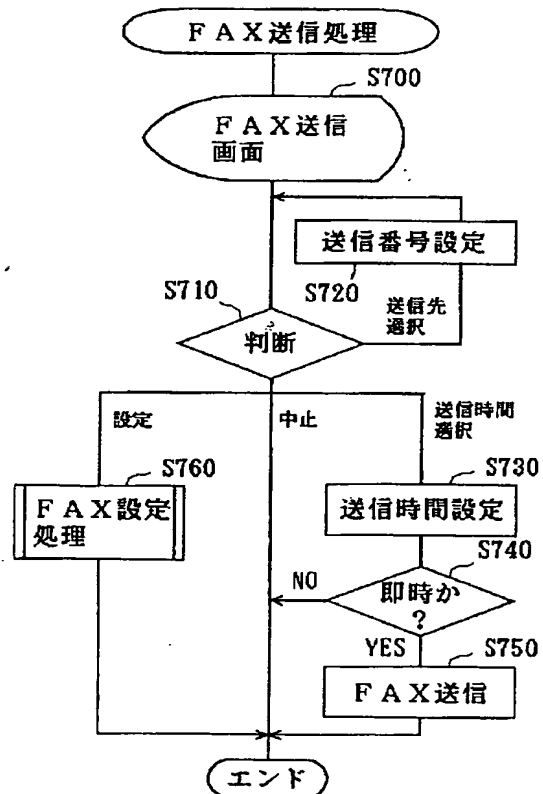 FAX送信処理
S700
FAX送信
画面
送信番号設定
S710
S720
送信先
選択
判断
設定
中止
送信時間
選択
S760
S730
FAX設定
処理
送信時間設定
S740
NO
即時か
?
YES
S750
FAX送信
エンド